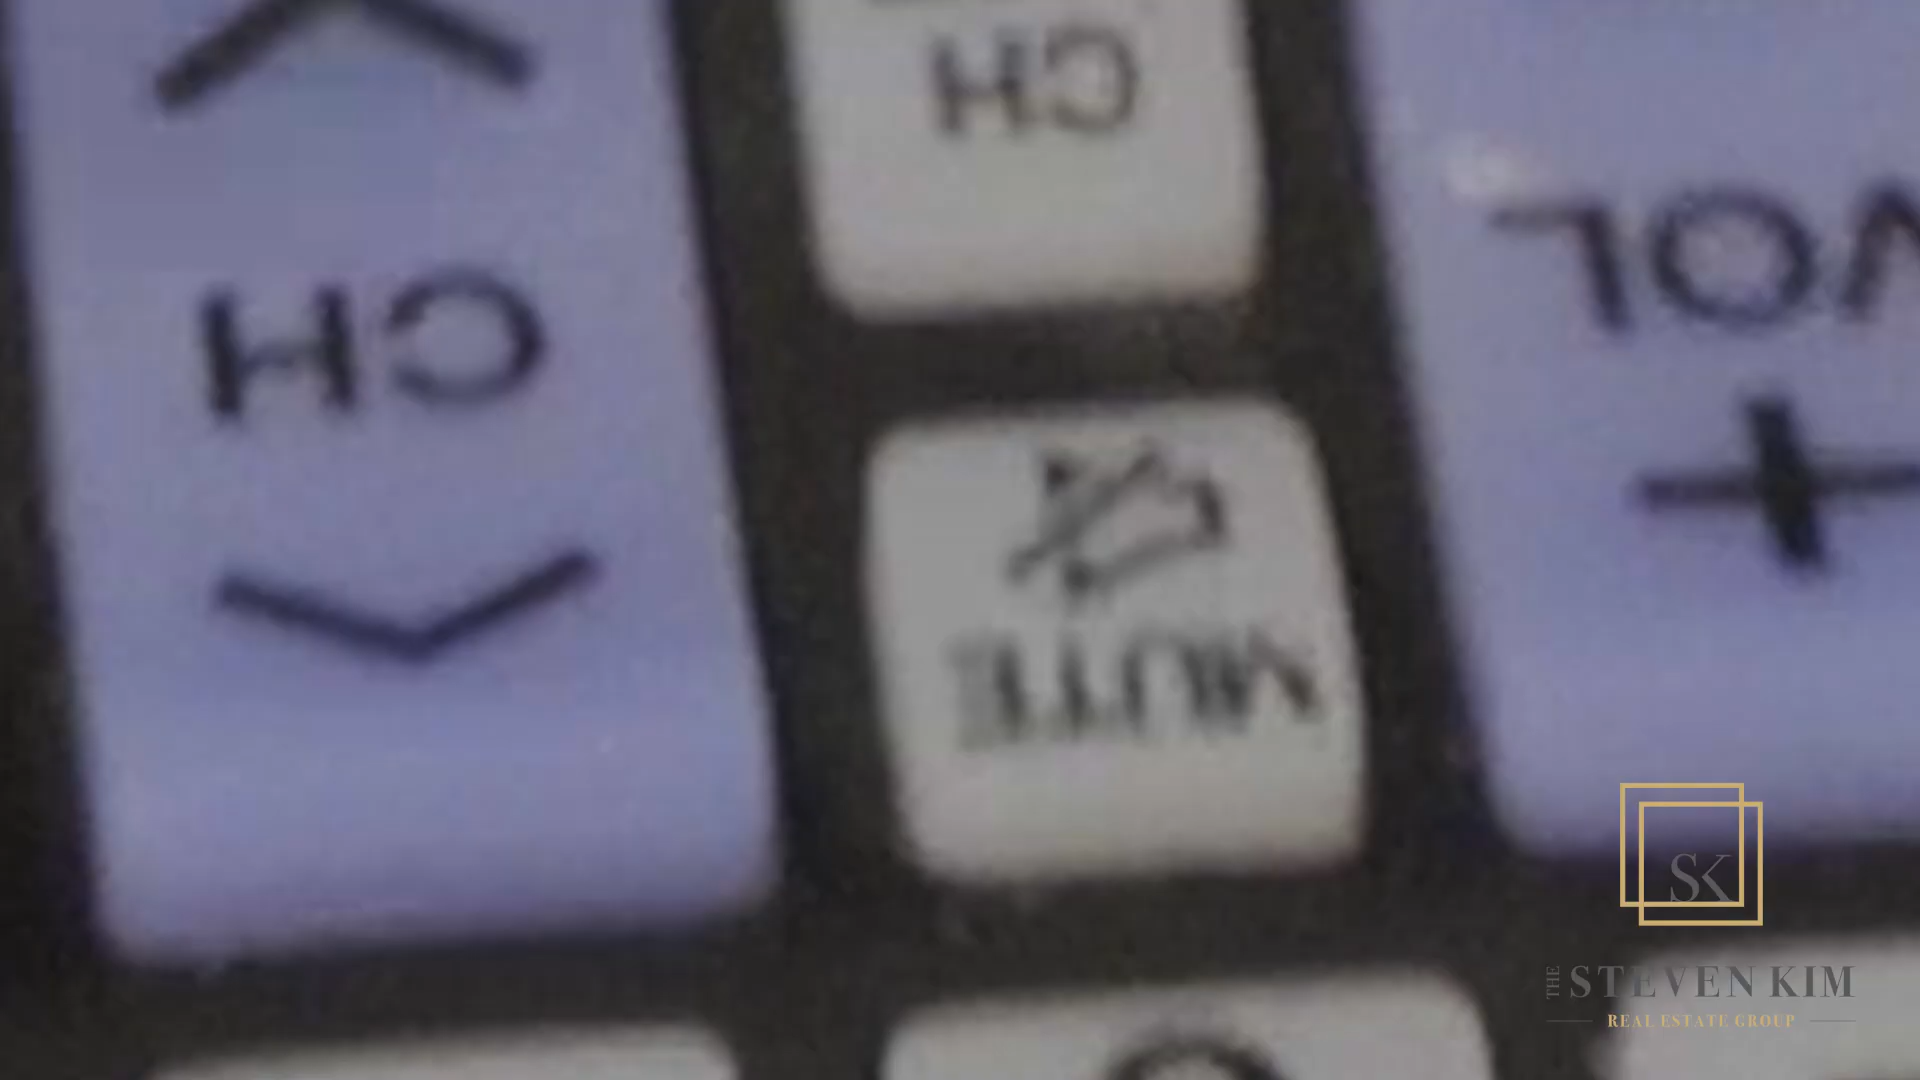 CH
VOL
CH
+
MUTE
SK
THE STEVEN KIM
REAL ESTATE GROUP